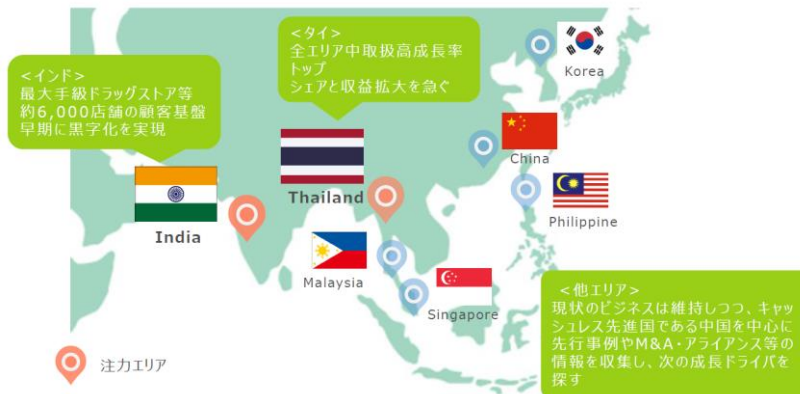 <タイ>
全エリア中取扱高成長率
トップ
シェアと収益拡大を急ぐ
<インド>
最大手級ドラッグストア等
約6,000店舗の顧客基盤
早期に黒字化を実現
Korea
China
Thailand
India
Philippine
Malaysia
Singapore
<他エリア>
現状のビジネスは維持しつつ、キャッ
シュレス先進国である中国を中心に
先行事例やM&A・アライアンス等の
情報を収集し、次の成長ドライバを
探す
注力エリア